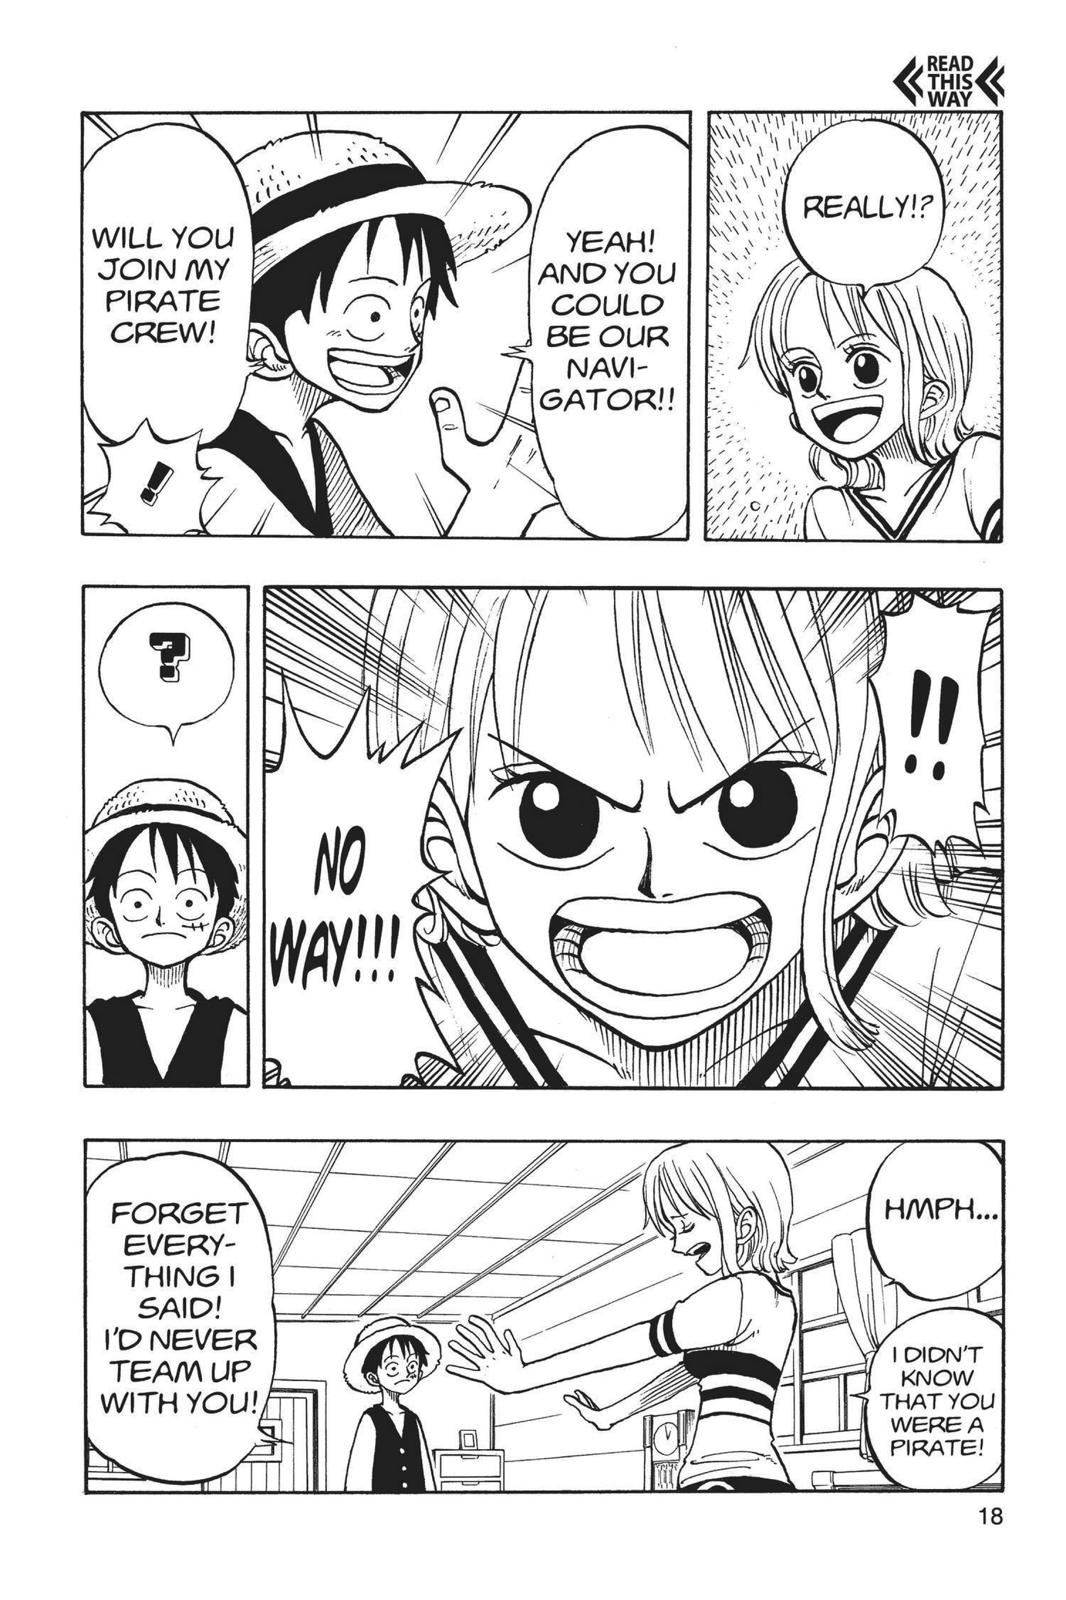 READ
THIS
WAY
REALLY!?
YEAH!
AND YOU
COULD
BE OUR
NAVI-
GATOR!!
WILL YOU
JOIN MY
PIRATE
CREW!
!
!!
NO
WAY!!!
?
HMPH...
I DIDN'T
KNOW
THAT YOU
WERE A
PIRATE!
FORGET
EVERY-
THING I
SAID!
I'D NEVER
TEAM UP
WITH YOU!
18